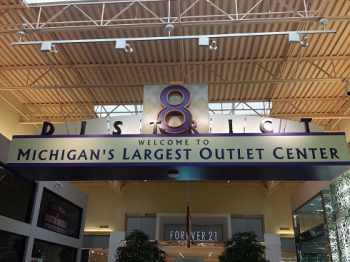 8
DISTRICT
WELCOME TO
MICHIGAN'S LARGEST OUTLET CENTER
FOREVER 21